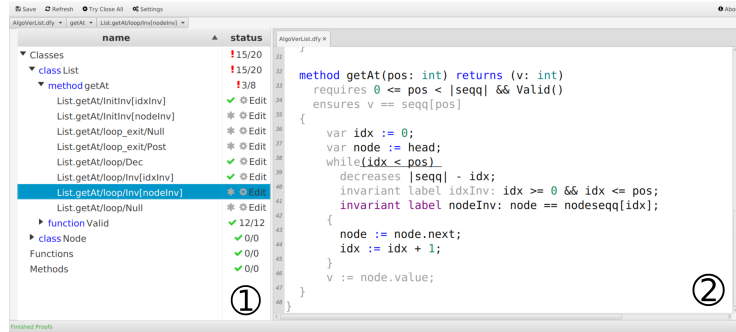 Save Refresh Try Close All Settings Abo
AlgoVerList.dfy getAt List.getAt/loop/Inv[nodeInv]
name status
Classes 15/20
class List 15/20
method getAt 3/8
List.getAt/InitInv[idxInv] Edit
List.getAt/InitInv[nodeInv] Edit
List.getAt/loop_exit/Null Edit
List.getAt/loop_exit/Post Edit
List.getAt/loop/Dec Edit
List.getAt/loop/Inv[idxInv] Edit
List.getAt/loop/Inv[nodeInv] Edit
List.getAt/loop/Null Edit
function Valid 12/12
class Node 0/0
Functions 0/0
Methods 0/0
①
AlgoVerList.dfy ×
31 }
32 method getAt(pos: int) returns (v: int)
33 requires 0 <= pos < |seqq| && Valid()
34 ensures v == seqq[pos]
35 {
36 var idx := 0;
37 var node := head;
38 while(idx < pos)
39 decreases |seqq| - idx;
40 invariant label idxInv: idx >= 0 && idx <= pos;
41 invariant label nodeInv: node == nodeseqq[idx];
42 {
43 node := node.next;
44 idx := idx + 1;
45 }
46 v := node.value;
47 }
48 }
②
Finished Proofs